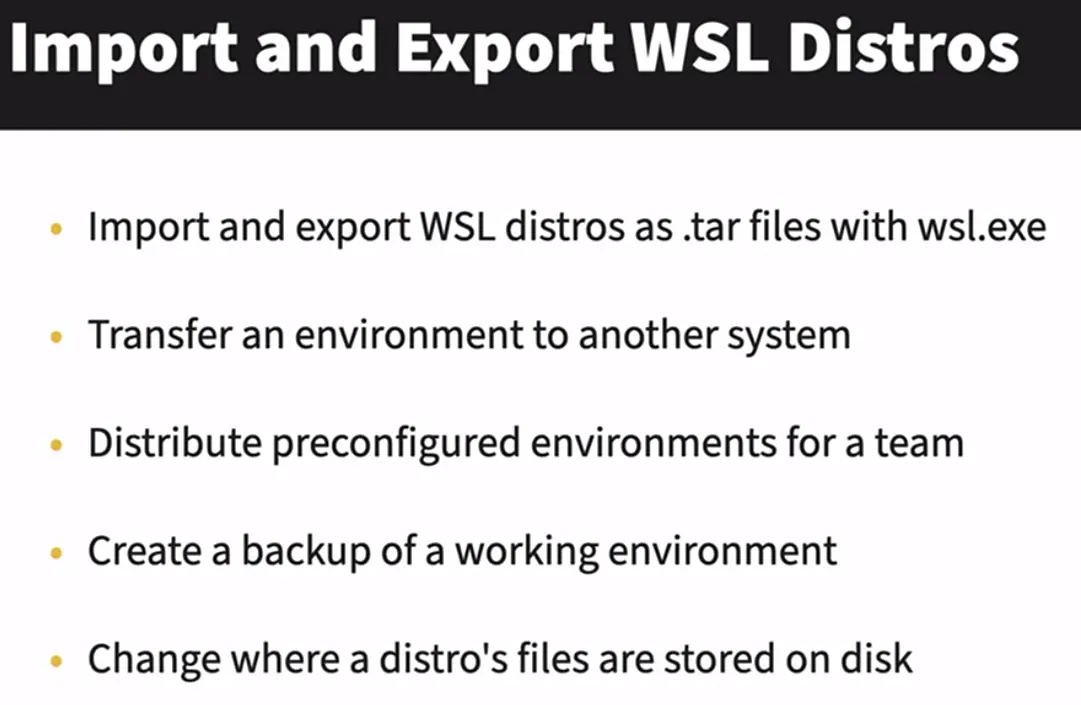 Import and Export WSL Distros
• Import and export WSL distros as .tar files with wsl.exe
• Transfer an environment to another system
• Distribute preconfigured environments for a team
• Create a backup of a working environment
• Change where a distro's files are stored on disk